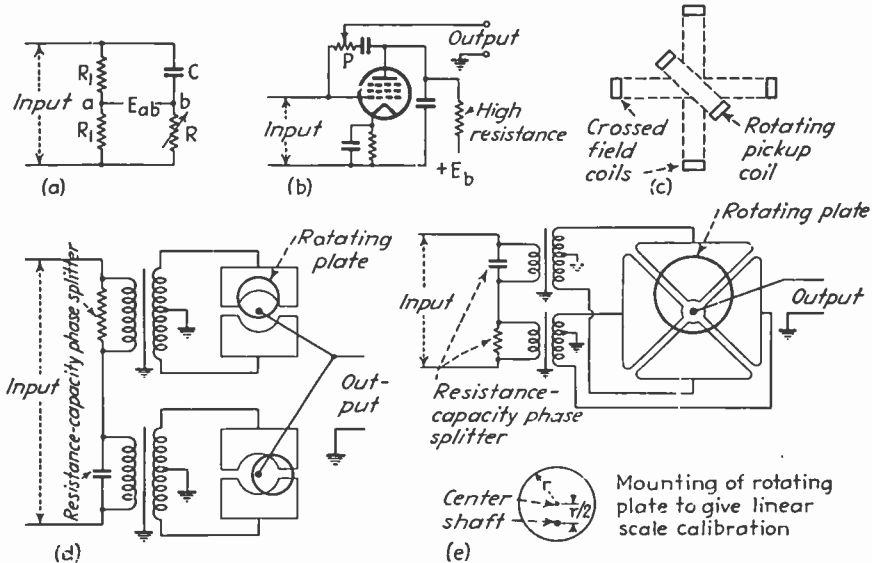 Input
R₁
a
E_ab
b
C
R₁
R
(a)
P
Output
Input
High
resistance
+E_b
(b)
Crossed
field
coils
Rotating
pickup
coil
(c)
Input
Resistance-capacity phase splitter
Rotating plate
Out-
put
(d)
Rotating plate
Input
Output
Resistance-
capacity phase
splitter
Center
shaft
r
r/2
Mounting of rotating
plate to give linear
scale calibration
(e)